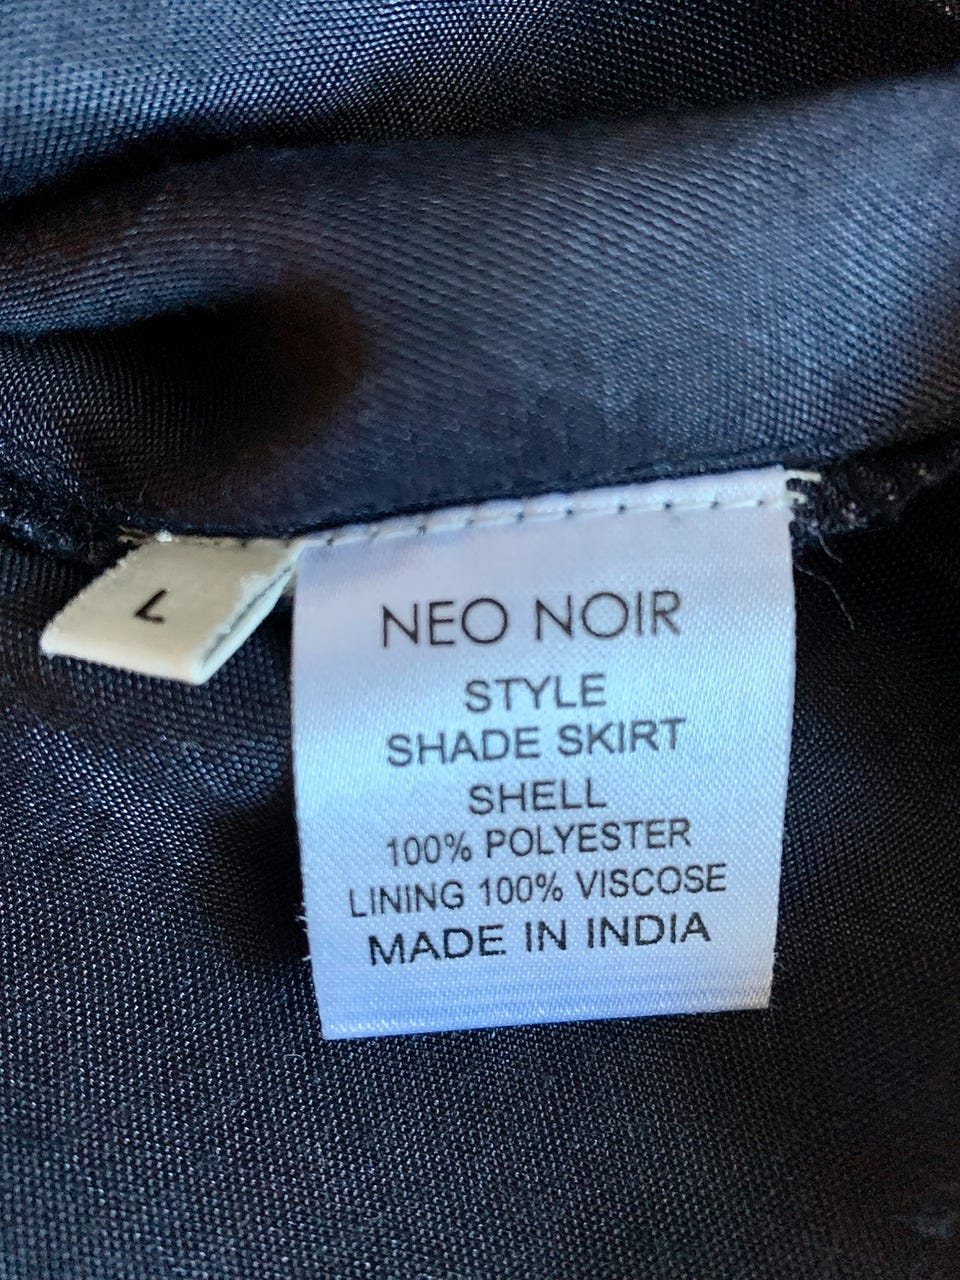 L
NEO NOIR
STYLE
SHADE SKIRT
SHELL
100% POLYESTER
LINING 100% VISCOSE
MADE IN INDIA